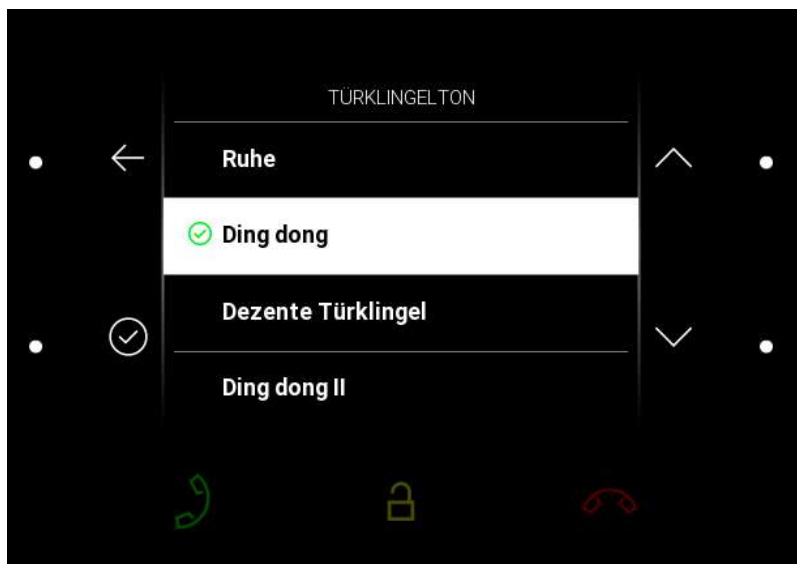 TÜRKLINGELTON
Ruhe
Ding dong
Dezente Türklingel
Ding dong II